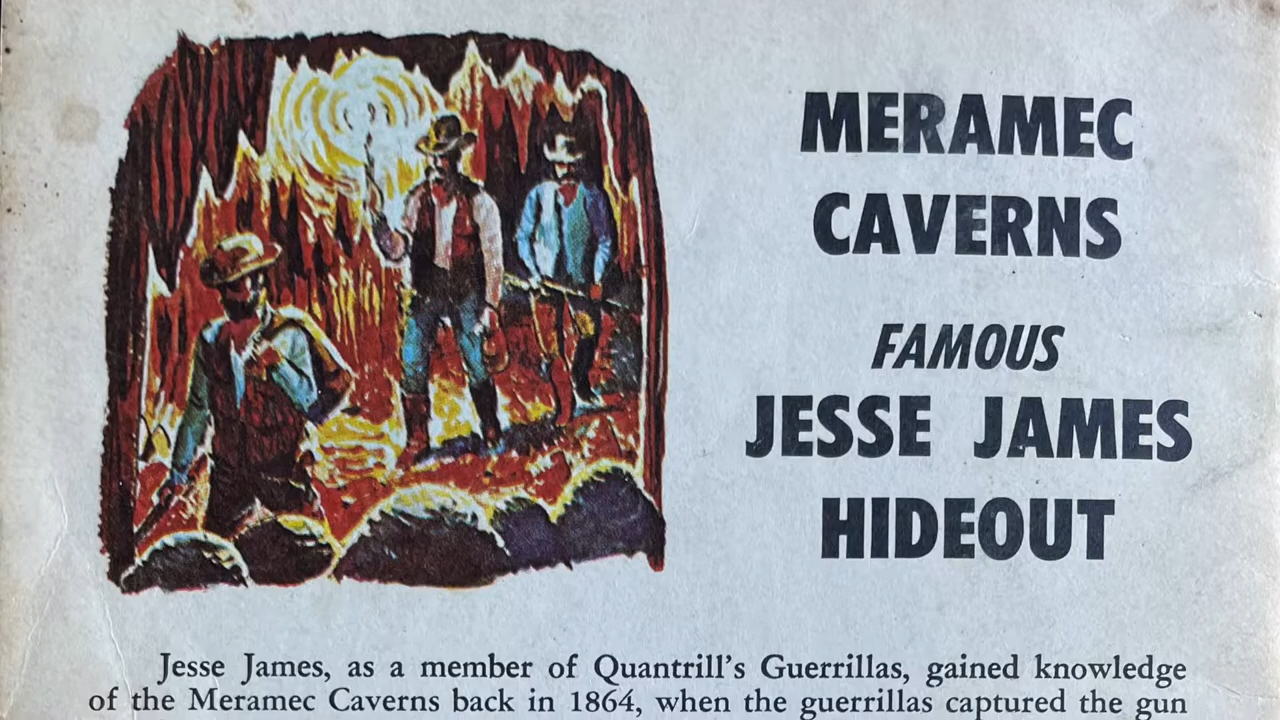 MERAMEC
CAVERNS
FAMOUS
JESSE JAMES
HIDEOUT
Jesse James, as a member of Quantrill's Guerrillas, gained knowledge
of the Meramec Caverns back in 1864, when the guerrillas captured the gun